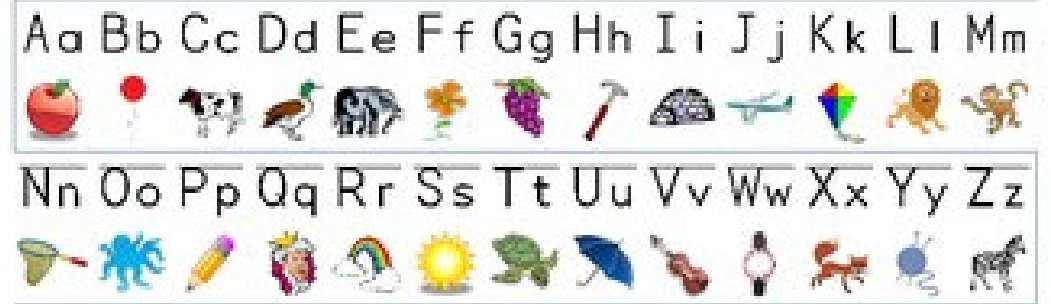 Aa Bb Cc Dd Ee Ff Gg Hh Ii Jj Kk Ll Mm
Nn Oo Pp Qq Rr Ss Tt Uu Vv Ww Xx Yy Zz